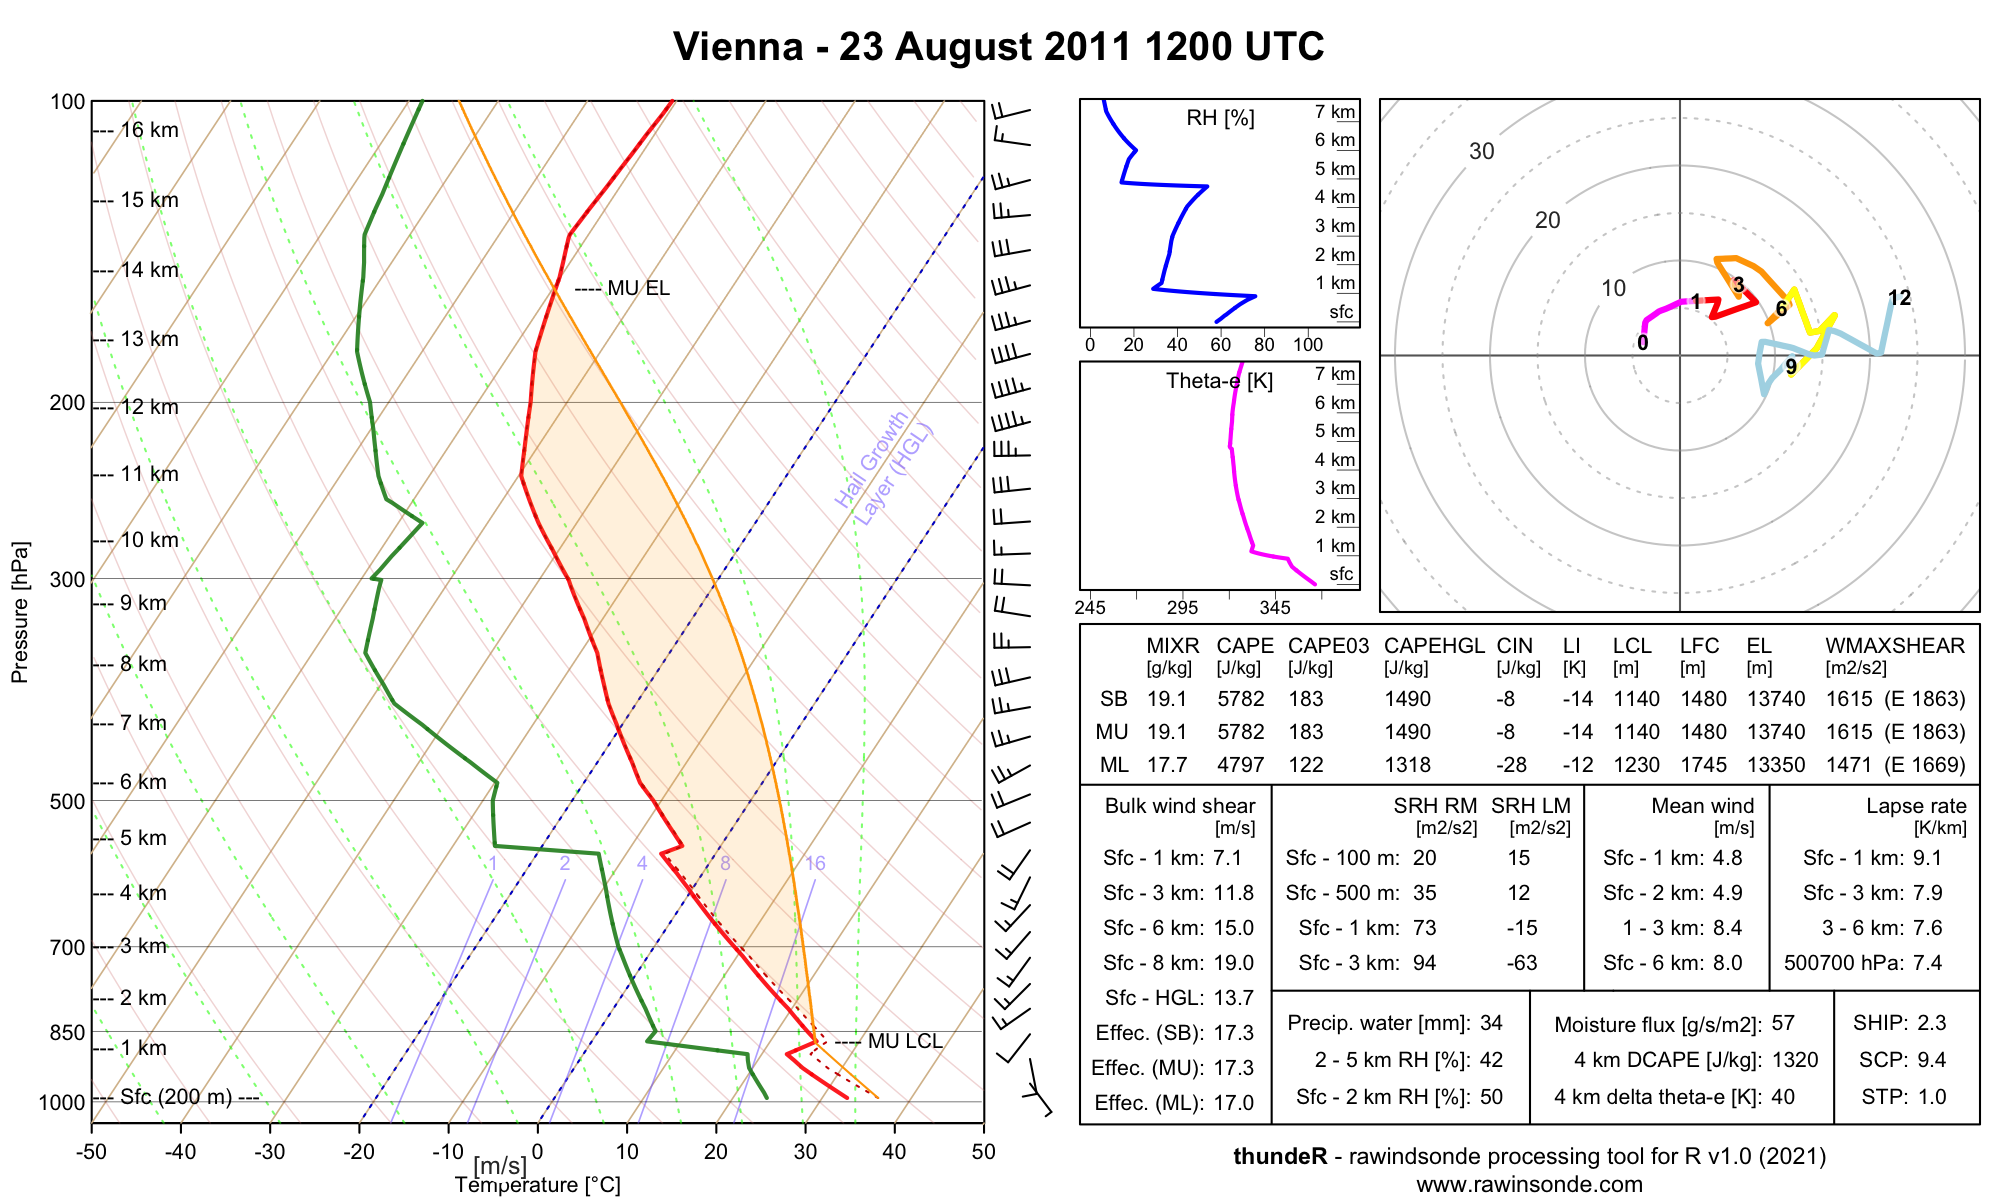 Vienna - 23 August 2011 1200 UTC
Pressure [hPa]
100
200
300
500
700
850
1000
--- 16 km
--- 15 km
--- 14 km
--- 13 km
--- 12 km
--- 11 km
--- 10 km
--- 9 km
--- 8 km
--- 7 km
--- 6 km
--- 5 km
--- 4 km
--- 3 km
--- 2 km
--- 1 km
--- Sfc (200 m) ---
---- MU EL
---- MU LCL
Hail Growth
Layer (HGL)
1 2 4 8 16
-50 -40 -30 -20 -10 0 10 20 30 40 50
[m/s]
Temperature [°C]
RH [%]
7 km
6 km
5 km
4 km
3 km
2 km
1 km
sfc
0 20 40 60 80 100
Theta-e [K]
7 km
6 km
5 km
4 km
3 km
2 km
1 km
sfc
245 295 345
30
20
10
0 1 3 6 9 12
MIXR CAPE CAPE03 CAPEHGL CIN LI LCL LFC EL WMAXSHEAR
[g/kg] [J/kg] [J/kg] [J/kg] [J/kg] [K] [m] [m] [m] [m2/s2]
SB 19.1 5782 183 1490 -8 -14 1140 1480 13740 1615 (E 1863)
MU 19.1 5782 183 1490 -8 -14 1140 1480 13740 1615 (E 1863)
ML 17.7 4797 122 1318 -28 -12 1230 1745 13350 1471 (E 1669)
Bulk wind shear
[m/s]
Sfc - 1 km: 7.1
Sfc - 3 km: 11.8
Sfc - 6 km: 15.0
Sfc - 8 km: 19.0
Sfc - HGL: 13.7
Effec. (SB): 17.3
Effec. (MU): 17.3
Effec. (ML): 17.0
SRH RM SRH LM
[m2/s2] [m2/s2]
Sfc - 100 m: 20 15
Sfc - 500 m: 35 12
Sfc - 1 km: 73 -15
Sfc - 3 km: 94 -63
Mean wind
[m/s]
Sfc - 1 km: 4.8
Sfc - 2 km: 4.9
1 - 3 km: 8.4
Sfc - 6 km: 8.0
Lapse rate
[K/km]
Sfc - 1 km: 9.1
Sfc - 3 km: 7.9
3 - 6 km: 7.6
500700 hPa: 7.4
Precip. water [mm]: 34
2 - 5 km RH [%]: 42
Sfc - 2 km RH [%]: 50
Moisture flux [g/s/m2]: 57
4 km DCAPE [J/kg]: 1320
4 km delta theta-e [K]: 40
SHIP: 2.3
SCP: 9.4
STP: 1.0
thundeR - rawindsonde processing tool for R v1.0 (2021)
www.rawinsonde.com